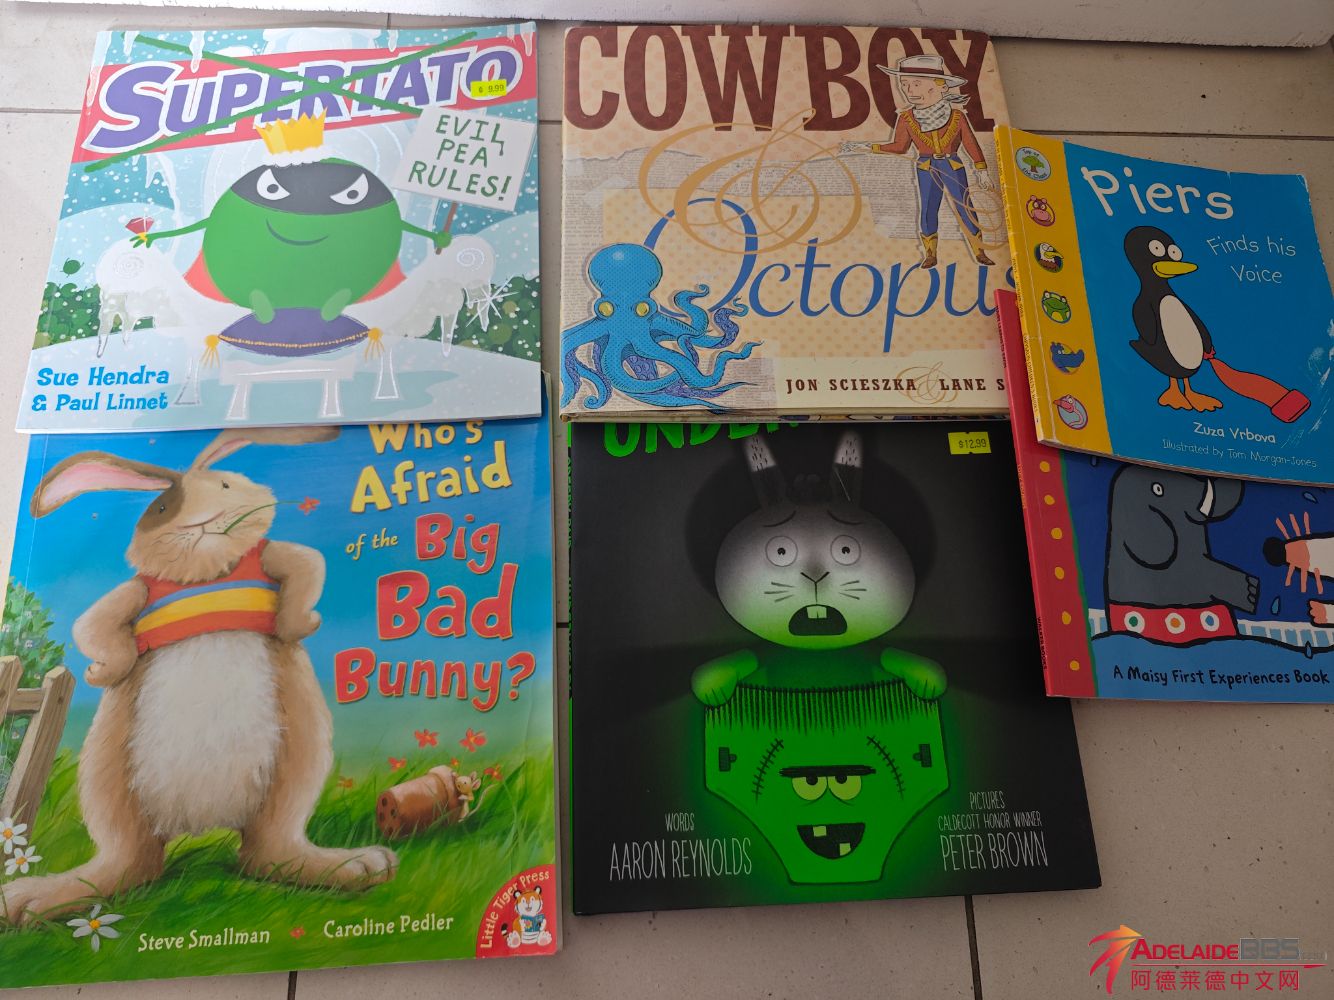 SUPERTATO
$ 9.99
EVIL
PEA
RULES!
Sue Hendra
& Paul Linnet
COWBOY
&
Octopus
JON SCIESZKA & LANE S
Piers
Finds his
Voice
Zuza Vrbova
Illustrated by Tom Morgan-Jones
Who's
Afraid
of the Big
Bad
Bunny?
Steve Smallman
Caroline Pedler
Little Tiger Press
UNDER
$12.99
WORDS
AARON REYNOLDS
PICTURES
CALDECOTT HONOR WINNER
PETER BROWN
A Maisy First Experiences Book
ADELAIDEBBS
阿德莱德中文网